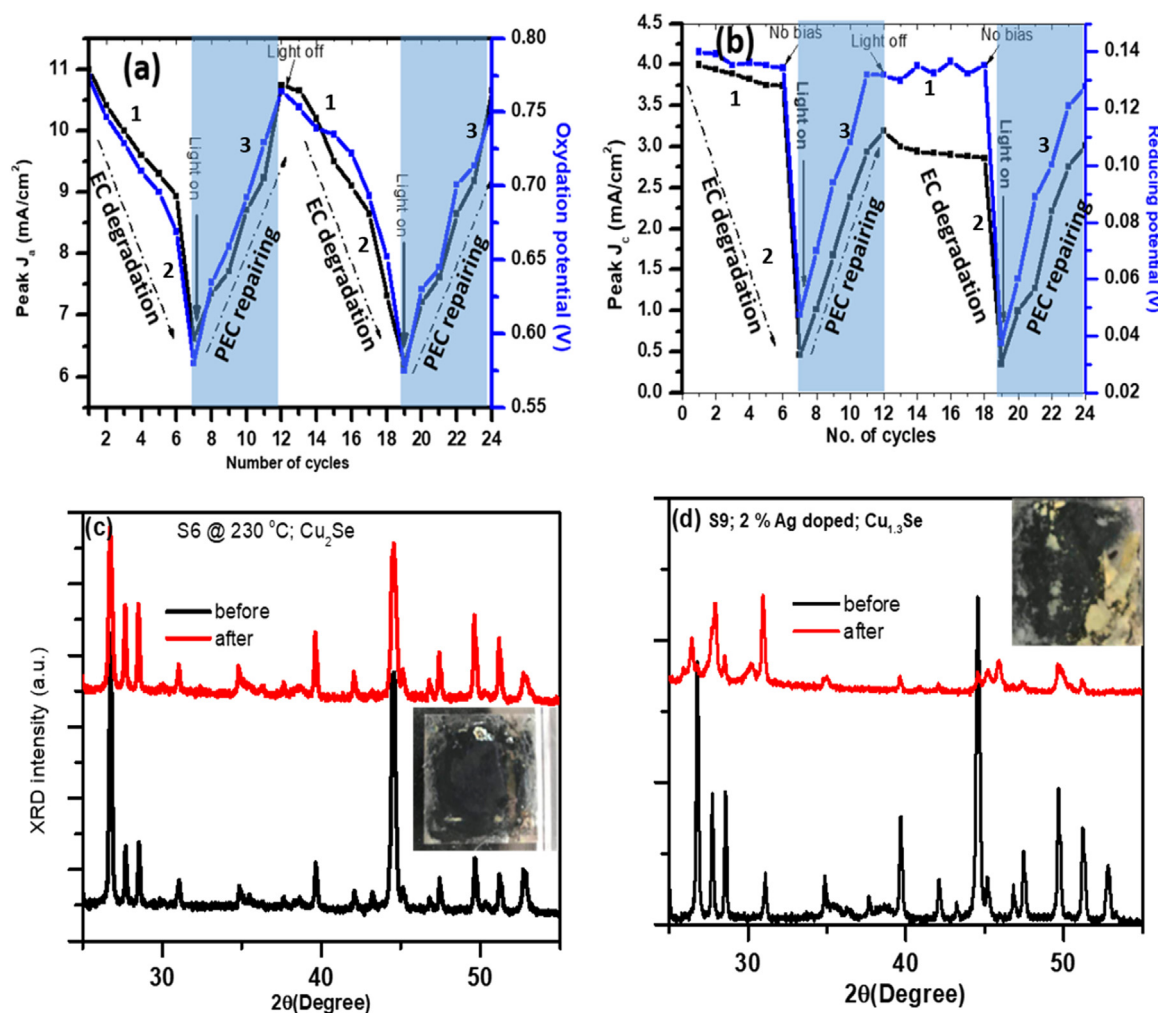 (a)
11
10
9
8
7
6
Peak Ja (mA/cm²)
0.80
0.75
0.70
0.65
0.60
0.55
Oxydation potential (V)
Light off
1
1
3
3
2
2
Light on
Light on
EC degradation
PEC repairing
EC degradation
PEC repairing
2 4 6 8 10 12 14 16 18 20 22 24
Number of cycles
(b)
4.5
4.0
3.5
3.0
2.5
2.0
1.5
1.0
0.5
0.0
Peak Jc (mA/cm²)
0.14
0.12
0.10
0.08
0.06
0.04
0.02
Reducing potential (V)
No bias
Light off
No bias
1
1
3
3
2
2
Light on
Light on
EC degradation
PEC repairing
EC degradation
PEC repairing
0 2 4 6 8 10 12 14 16 18 20 22 24
No. of cycles
(c)
S6 @ 230 °C; Cu₂Se
before
after
XRD intensity (a.u.)
30 40 50
2θ(Degree)
(d) S9; 2 % Ag doped; Cu₁.₃Se
before
after
30 40 50
2θ(Degree)